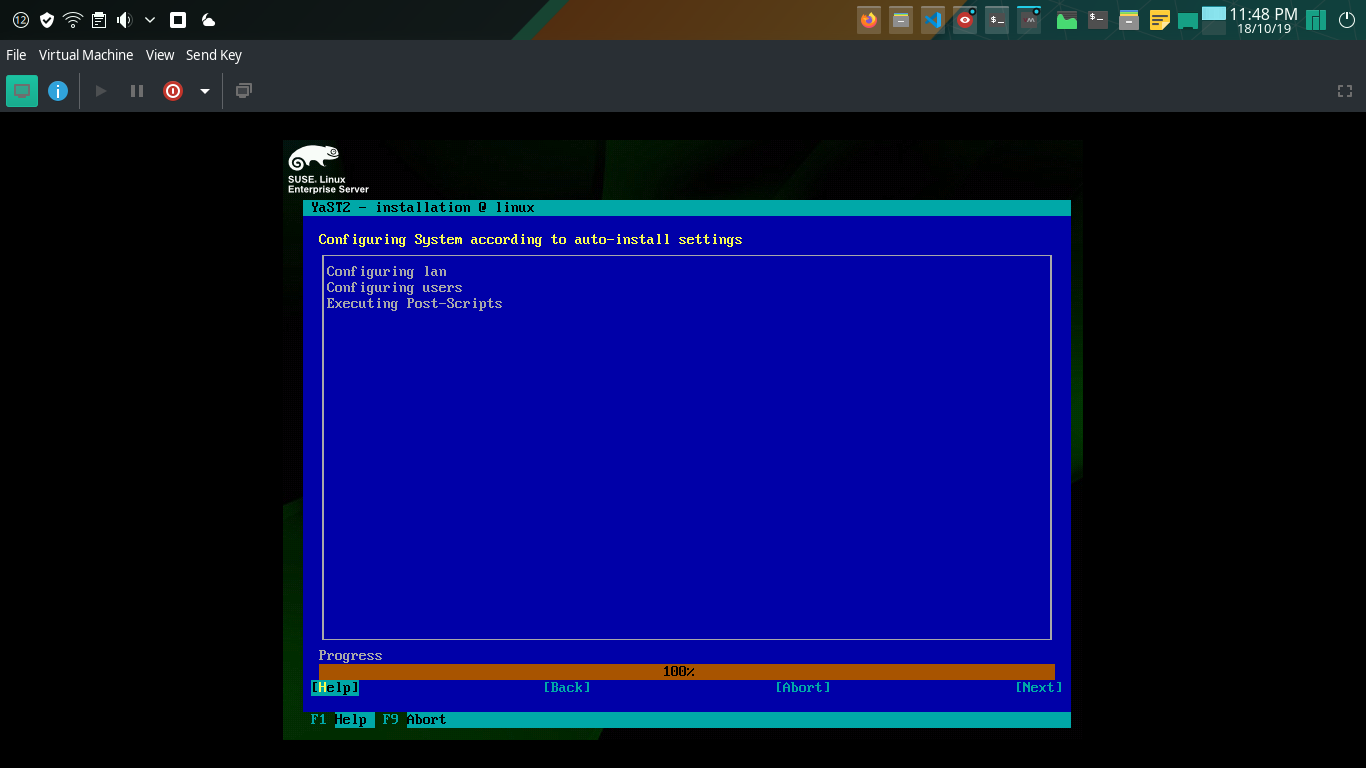 12
11:48 PM
18/10/19
File Virtual Machine View Send Key
SUSE. Linux
Enterprise Server
YaST2 - installation @ linux
Configuring System according to auto-install settings
Configuring lan
Configuring users
Executing Post-Scripts
Progress
100%
[Help] [Back] [Abort] [Next]
F1 Help F9 Abort